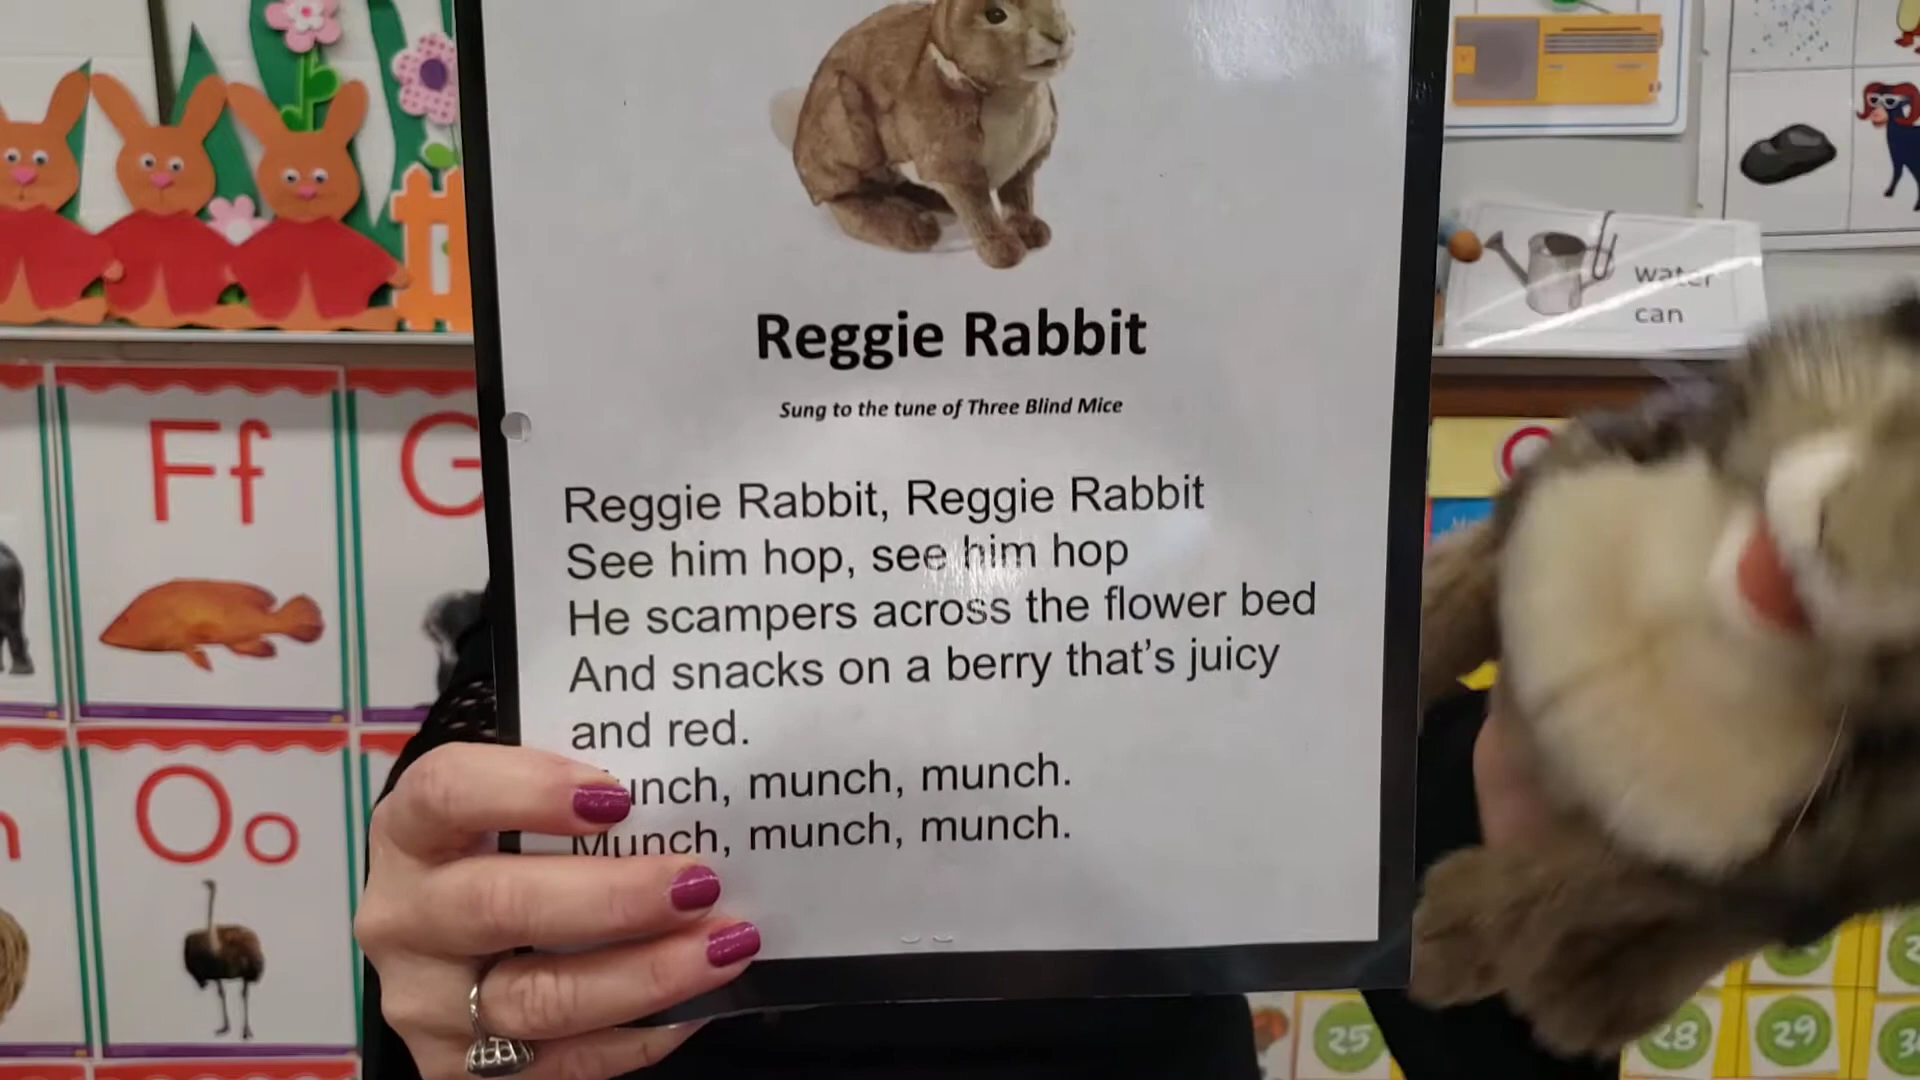 Reggie Rabbit
Sung to the tune of Three Blind Mice
Reggie Rabbit, Reggie Rabbit
See him hop, see him hop
He scampers across the flower bed
And snacks on a berry that's juicy
and red.
munch, munch.
Munch, munch, munch.
water
can
Ff
G
Oo
25
28
29